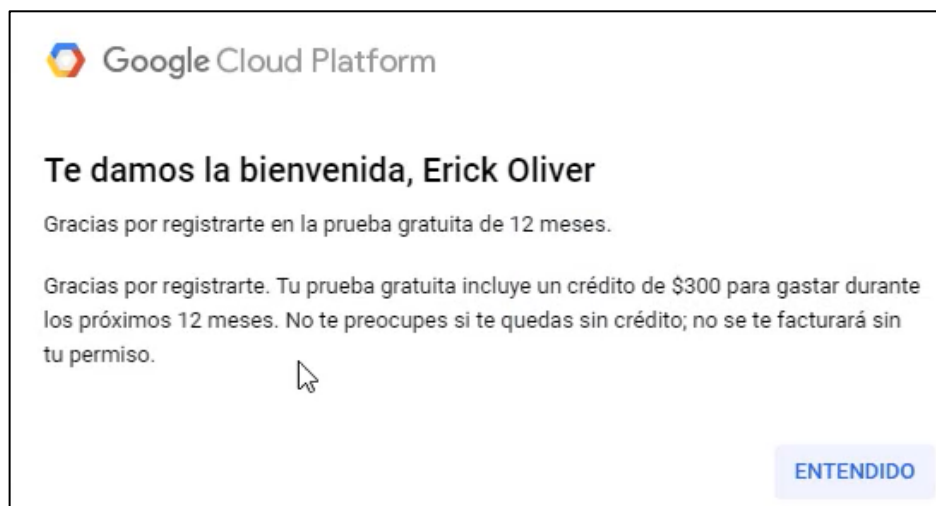 Google Cloud Platform
Te damos la bienvenida, Erick Oliver
Gracias por registrarte en la prueba gratuita de 12 meses.
Gracias por registrarte. Tu prueba gratuita incluye un crédito de $300 para gastar durante
los próximos 12 meses. No te preocupes si te quedas sin crédito; no se te facturará sin
tu permiso.
ENTENDIDO